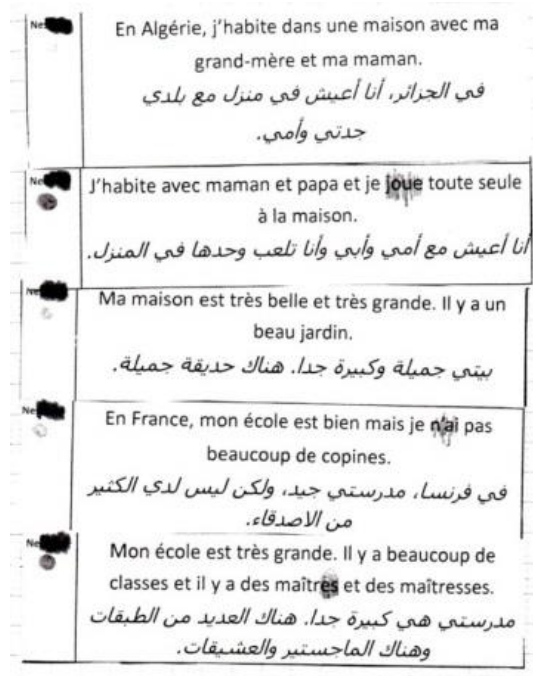 En Algérie, j'habite dans une maison avec ma
grand-mère et ma maman.
في الجزائر، أنا أعيش في منزل مع بلدي
جدتي وأمي.
J'habite avec maman et papa et je joue toute seule
à la maison.
أنا أعيش مع أمي وأبي وأنا تلعب وحدها في المنزل.
Ma maison est très belle et très grande. Il y a un
beau jardin.
بيتي جميلة وكبيرة جدا. هناك حديقة جميلة.
En France, mon école est bien mais je n'ai pas
beaucoup de copines.
في فرنسا، مدرستي جيد، ولكن ليس لدي الكثير
من الاصدقاء.
Mon école est très grande. Il y a beaucoup de
classes et il y a des maîtres et des maîtresses.
مدرستي هي كبيرة جدا. هناك العديد من الطبقات
وهناك الماجستير والعشيقات.